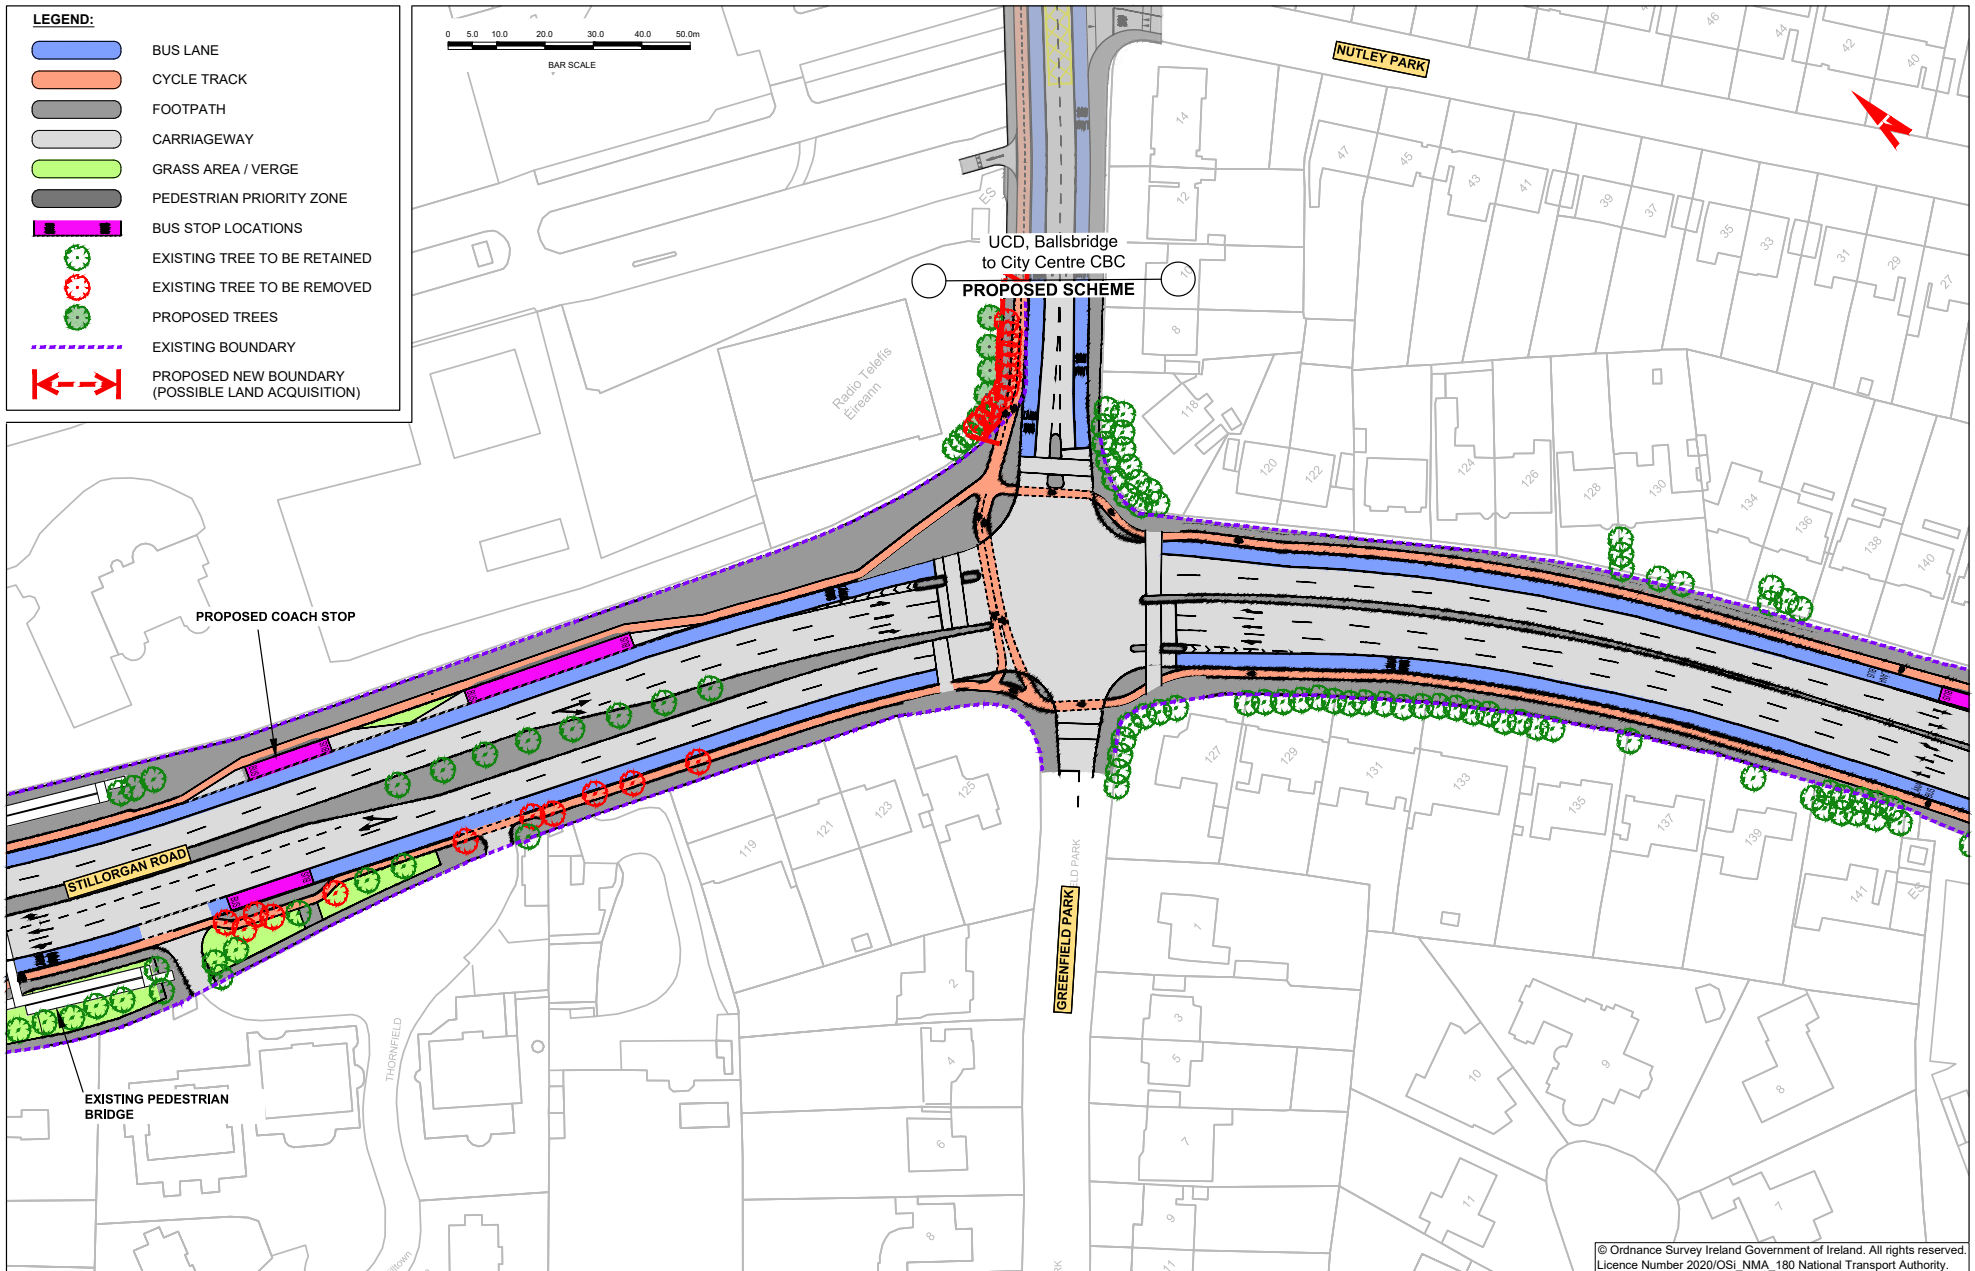 LEGEND:
BUS LANE
CYCLE TRACK
FOOTPATH
CARRIAGEWAY
GRASS AREA / VERGE
PEDESTRIAN PRIORITY ZONE
BUS STOP LOCATIONS
EXISTING TREE TO BE RETAINED
EXISTING TREE TO BE REMOVED
PROPOSED TREES
EXISTING BOUNDARY
PROPOSED NEW BOUNDARY
(POSSIBLE LAND ACQUISITION)
0 5.0 10.0 20.0 30.0 40.0 50.0m
BAR SCALE
NUTLEY PARK
46
44
42
40
14
12
10
8
47
45
43
41
39
37
35
33
31
29
27
ES
UCD, Ballsbridge
to City Centre CBC
PROPOSED SCHEME
Radio Telefís
Éireann
118
120
122
124
126
128
130
134
136
138
140
PROPOSED COACH STOP
STILLORGAN ROAD
EXISTING PEDESTRIAN
BRIDGE
THORNFIELD
119
121
123
125
127
129
131
133
135
137
139
141
ES
GREENFIELD PARK
1
2
3
4
5
6
7
8
9
11
10
9
8
11
7
© Ordnance Survey Ireland Government of Ireland. All rights reserved.
Licence Number 2020/OSi_NMA_180 National Transport Authority.